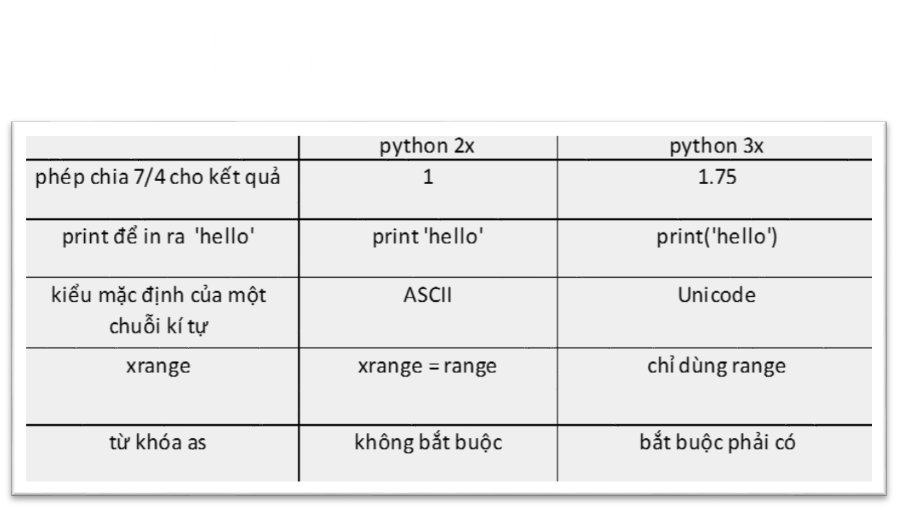 python 2x python 3x
phép chia 7/4 cho kết quả 1 1.75
print để in ra 'hello' print 'hello' print('hello')
kiểu mặc định của một ASCII Unicode
chuỗi kí tự
xrange xrange = range chỉ dùng range
từ khóa as không bắt buộc bắt buộc phải có